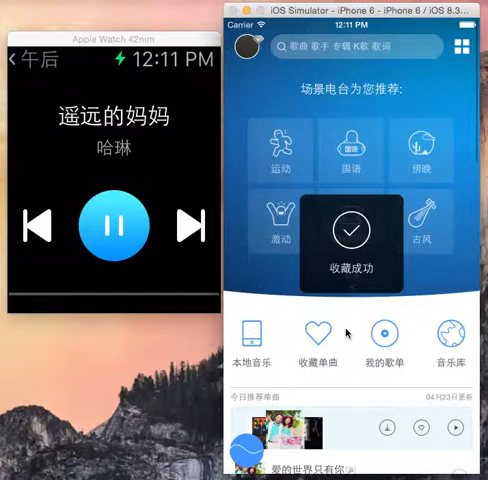 Apple Watch 42mm
午后
12:11 PM
遥远的妈妈
哈琳
iOS Simulator - iPhone 6 - iPhone 6 / iOS 8.3...
Carrier
12:11 PM
歌曲 歌手 专辑 K歌 歌词
场景电台为您推荐:
运动
国语
傍晚
激动
古风
国语
收藏成功
本地音乐
收藏单曲
我的歌单
音乐库
今日推荐单曲
04月23日更新
爱的世界只有你